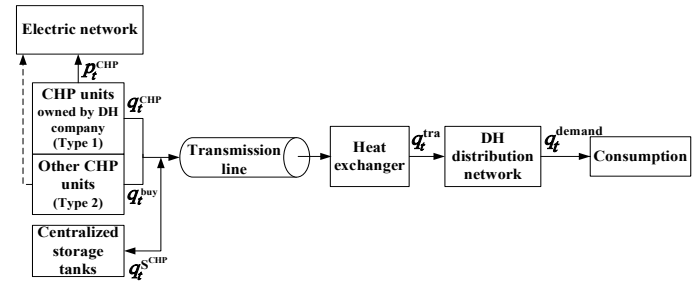 Electric network
p_t^CHP
CHP units
owned by DH
company
(Type 1)
q_t^CHP
Other CHP
units
(Type 2)
q_t^buy
Centralized
storage
tanks
q_t^S^CHP
Transmission
line
Heat
exchanger
q_t^tra
DH
distribution
network
q_t^demand
Consumption